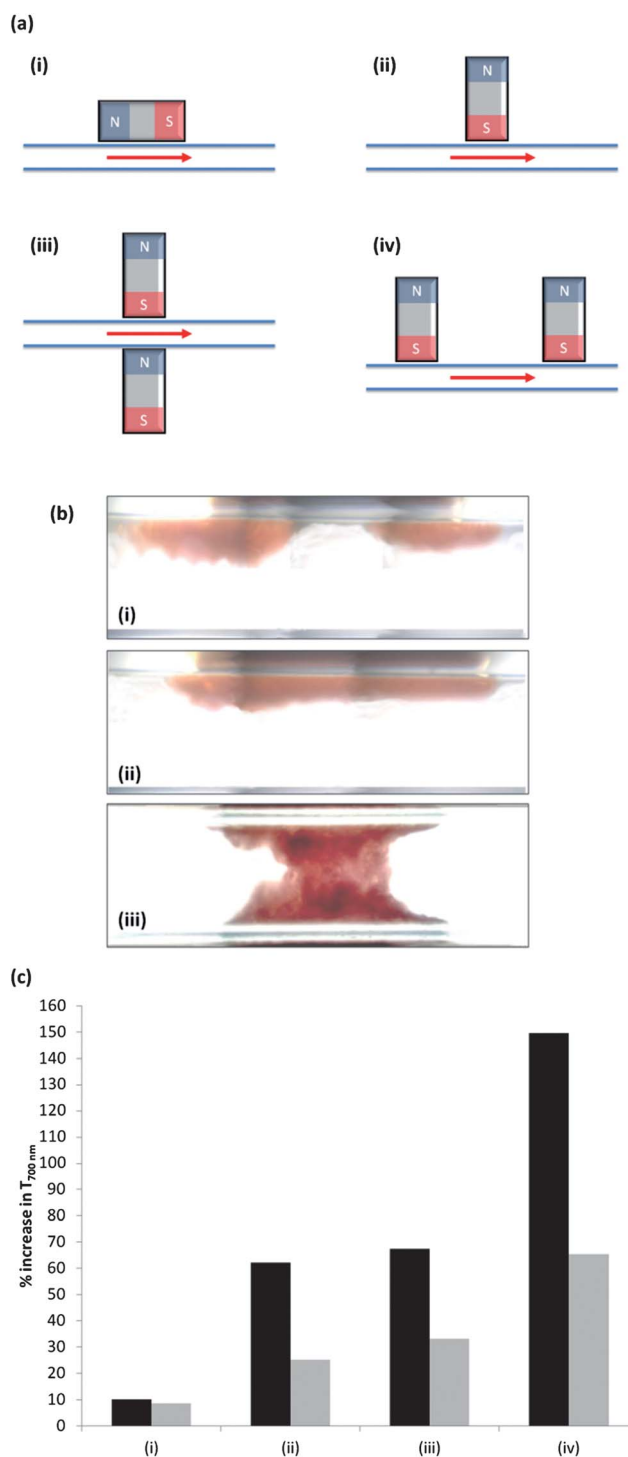 (a)
(i) (ii)
N S
N
S
(iii) (iv)
N N N
S S S
N
S
(b)
(i)
(ii)
(iii)
(c)
160
150
140
130
120
110
100
90
80
70
60
50
40
30
20
10
0
% increase in T700 nm
(i) (ii) (iii) (iv)